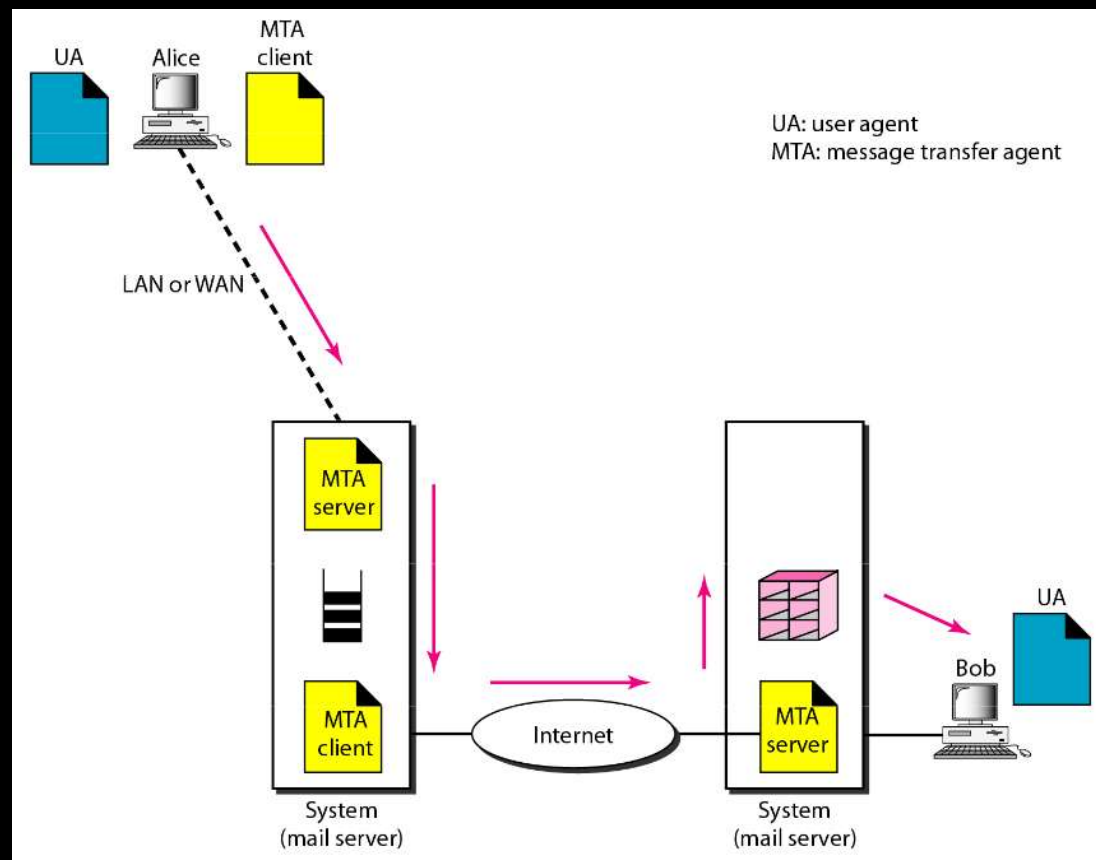 UA
Alice
MTA
client
UA: user agent
MTA: message transfer agent
LAN or WAN
MTA
server
MTA
client
System
(mail server)
Internet
MTA
server
System
(mail server)
UA
Bob